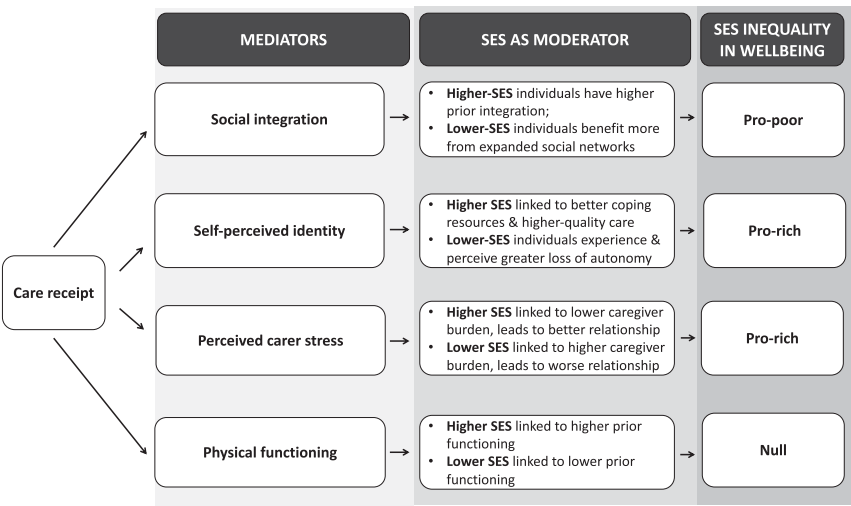 MEDIATORS
SES AS MODERATOR
SES INEQUALITY
IN WELLBEING
Care receipt
Social integration
• Higher-SES individuals have higher
prior integration;
• Lower-SES individuals benefit more
from expanded social networks
Pro-poor
Self-perceived identity
• Higher SES linked to better coping
resources & higher-quality care
• Lower-SES individuals experience &
perceive greater loss of autonomy
Pro-rich
Perceived carer stress
• Higher SES linked to lower caregiver
burden, leads to better relationship
• Lower SES linked to higher caregiver
burden, leads to worse relationship
Pro-rich
Physical functioning
• Higher SES linked to higher prior
functioning
• Lower SES linked to lower prior
functioning
Null